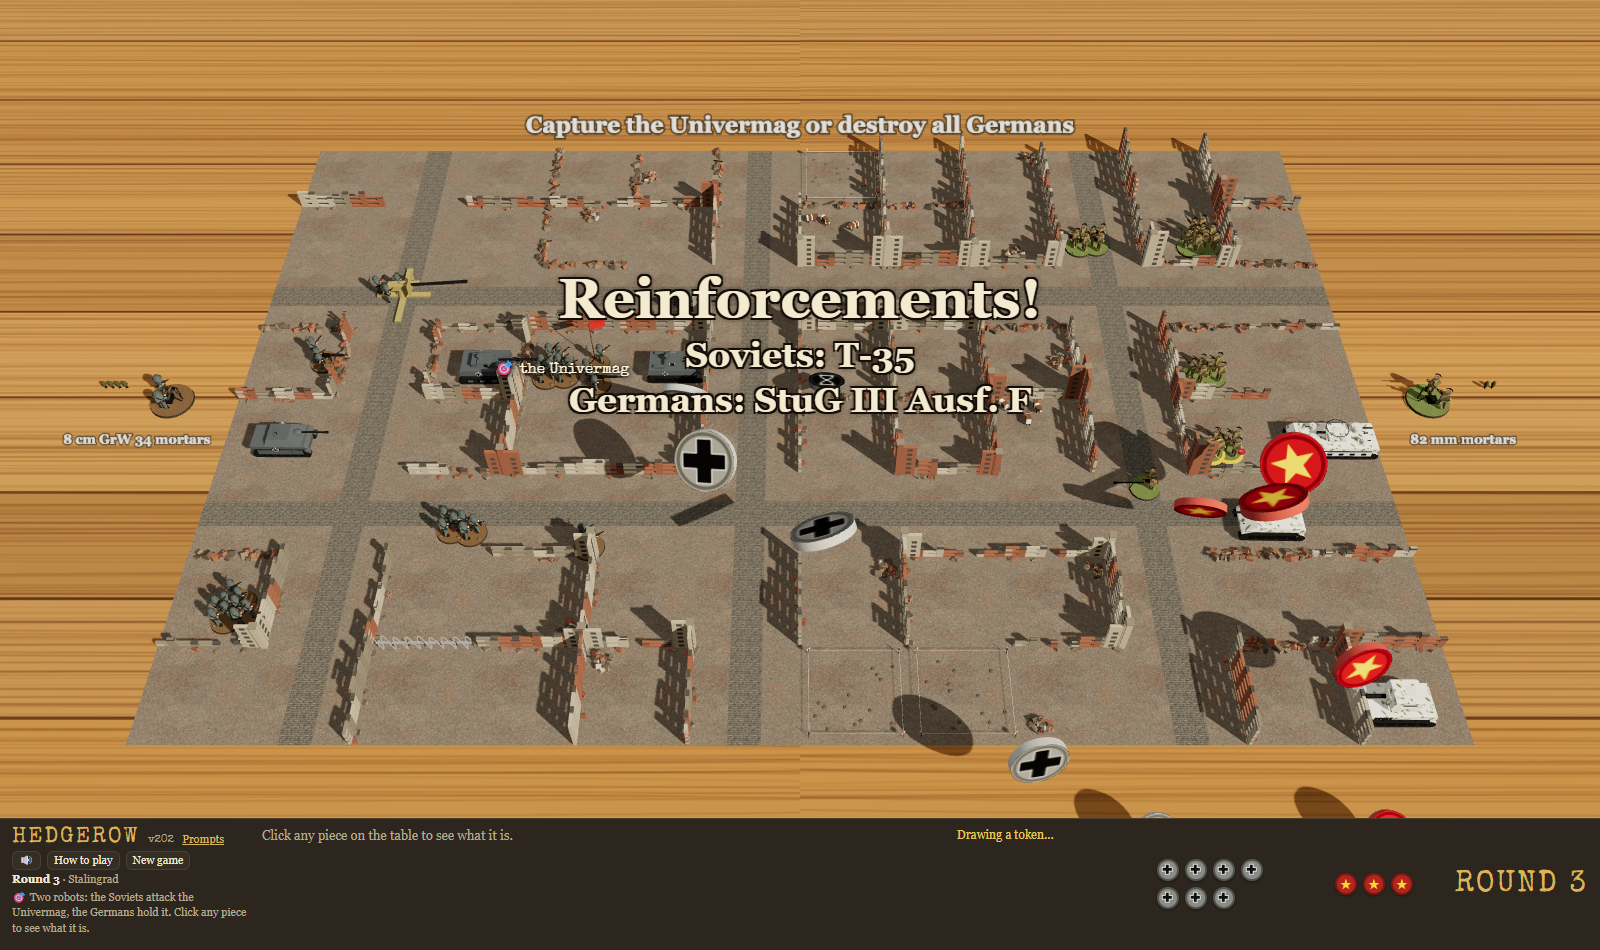 Capture the Univermag or destroy all Germans
Reinforcements!
Soviets: T-35
Germans: StuG III Ausf. F
the Univermag
8 cm GrW 34 mortars
82 mm mortars
HEDGEROW v202 Prompts
How to play
New game
Round 3 · Stalingrad
Two robots: the Soviets attack the
Univermag, the Germans hold it. Click any piece
to see what it is.
Click any piece on the table to see what it is.
Drawing a token...
ROUND 3